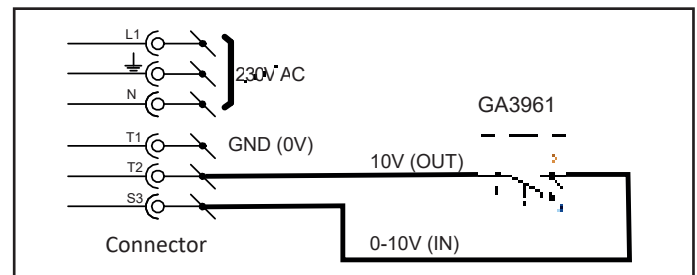 L1
230V AC
N
GA3961
T1
GND (0V)
T2
10V (OUT)
S3
Connector
0-10V (IN)